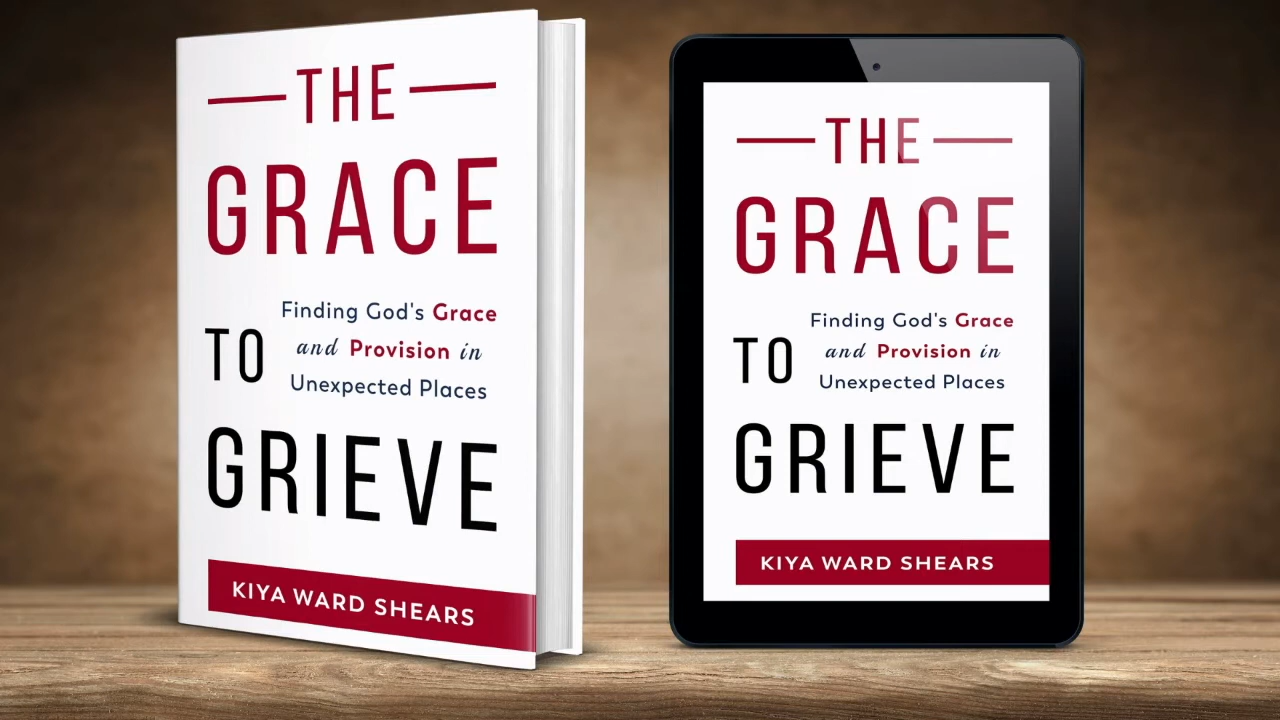 THE
GRACE
TO
Finding God's Grace
and Provision in
Unexpected Places
GRIEVE
KIYA WARD SHEARS
THE
GRACE
TO
Finding God's Grace
and Provision in
Unexpected Places
GRIEVE
KIYA WARD SHEARS